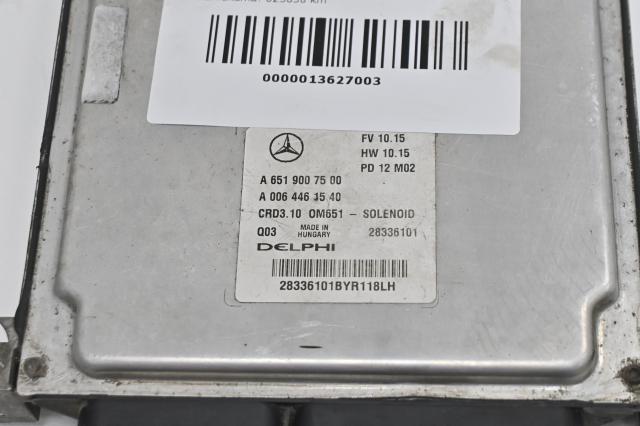 0000013627003
FV 10.15
HW 10.15
PD 12 M02
A 651 900 75 00
A 006 446 15 40
CRD3.10 OM651 - SOLENOID
Q03 MADE IN HUNGARY 28336101
DELPHI
28336101BYR118LH